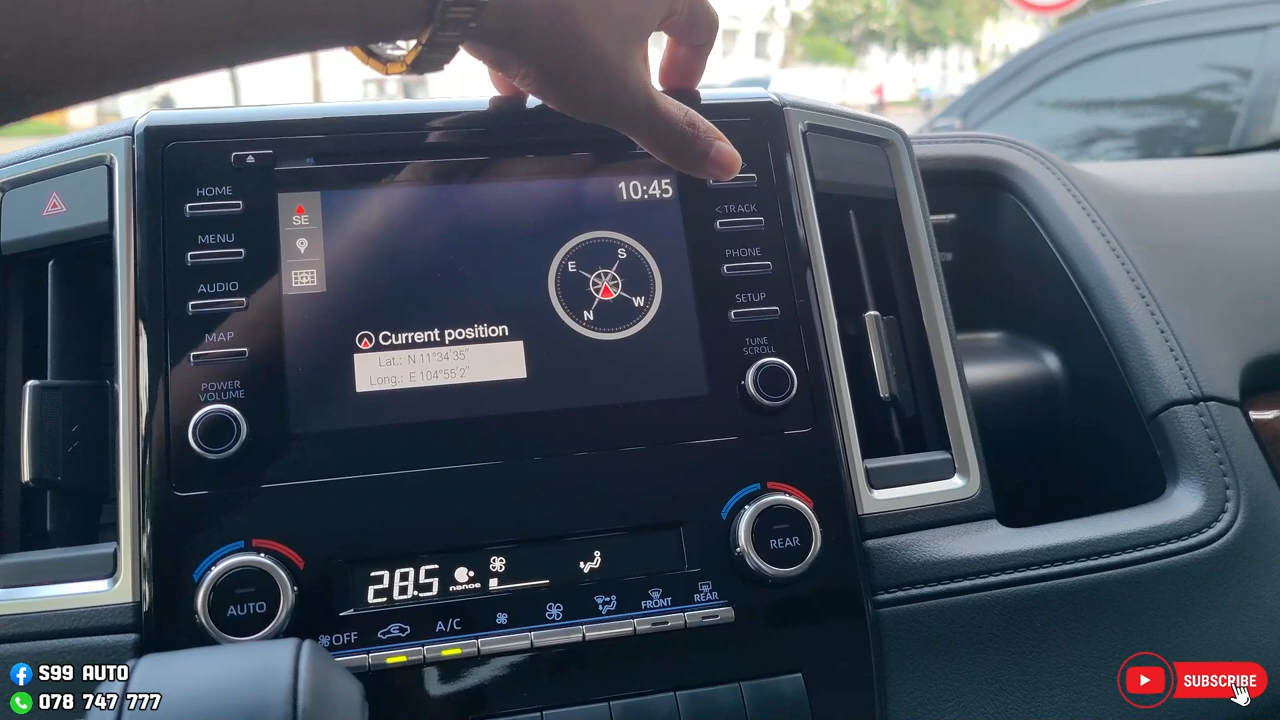 HOME
MENU
AUDIO
MAP
POWER
VOLUME
SE
10:45
E
S
N
W
Current position
Lat.: N 11°34'35"
Long.: E 104°55'2"
< TRACK
PHONE
SETUP
TUNE
SCROLL
AUTO
28.5
nanoe
REAR
OFF
A/C
FRONT
REAR
S99 AUTO
078 747 777
SUBSCRIBE